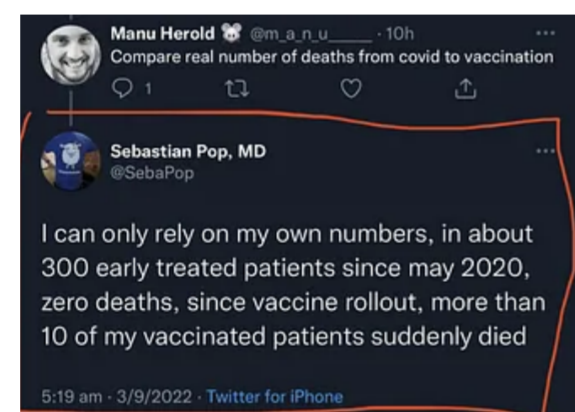 Manu Herold @m_a_n_u____ · 10h
Compare real number of deaths from covid to vaccination
1
Sebastian Pop, MD
@SebaPop
I can only rely on my own numbers, in about
300 early treated patients since may 2020,
zero deaths, since vaccine rollout, more than
10 of my vaccinated patients suddenly died
5:19 am · 3/9/2022 · Twitter for iPhone